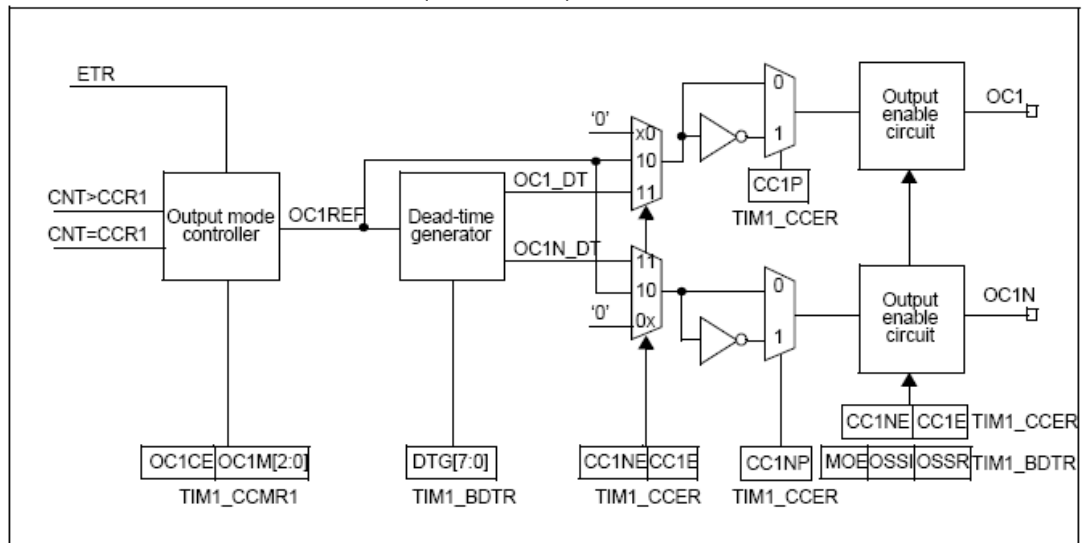 ETR
CNT>CCR1
CNT=CCR1
Output mode
controller
OC1REF
Dead-time
generator
OC1_DT
OC1N_DT
'0'
x0
10
11
11
10
0x
'0'
0
1
CC1P
TIM1_CCER
0
1
Output
enable
circuit
OC1
Output
enable
circuit
OC1N
CC1NE CC1E TIM1_CCER
OC1CE OC1M[2:0]
TIM1_CCMR1
DTG[7:0]
TIM1_BDTR
CC1NE CC1E
TIM1_CCER
CC1NP
TIM1_CCER
MOE OSSI OSSR TIM1_BDTR